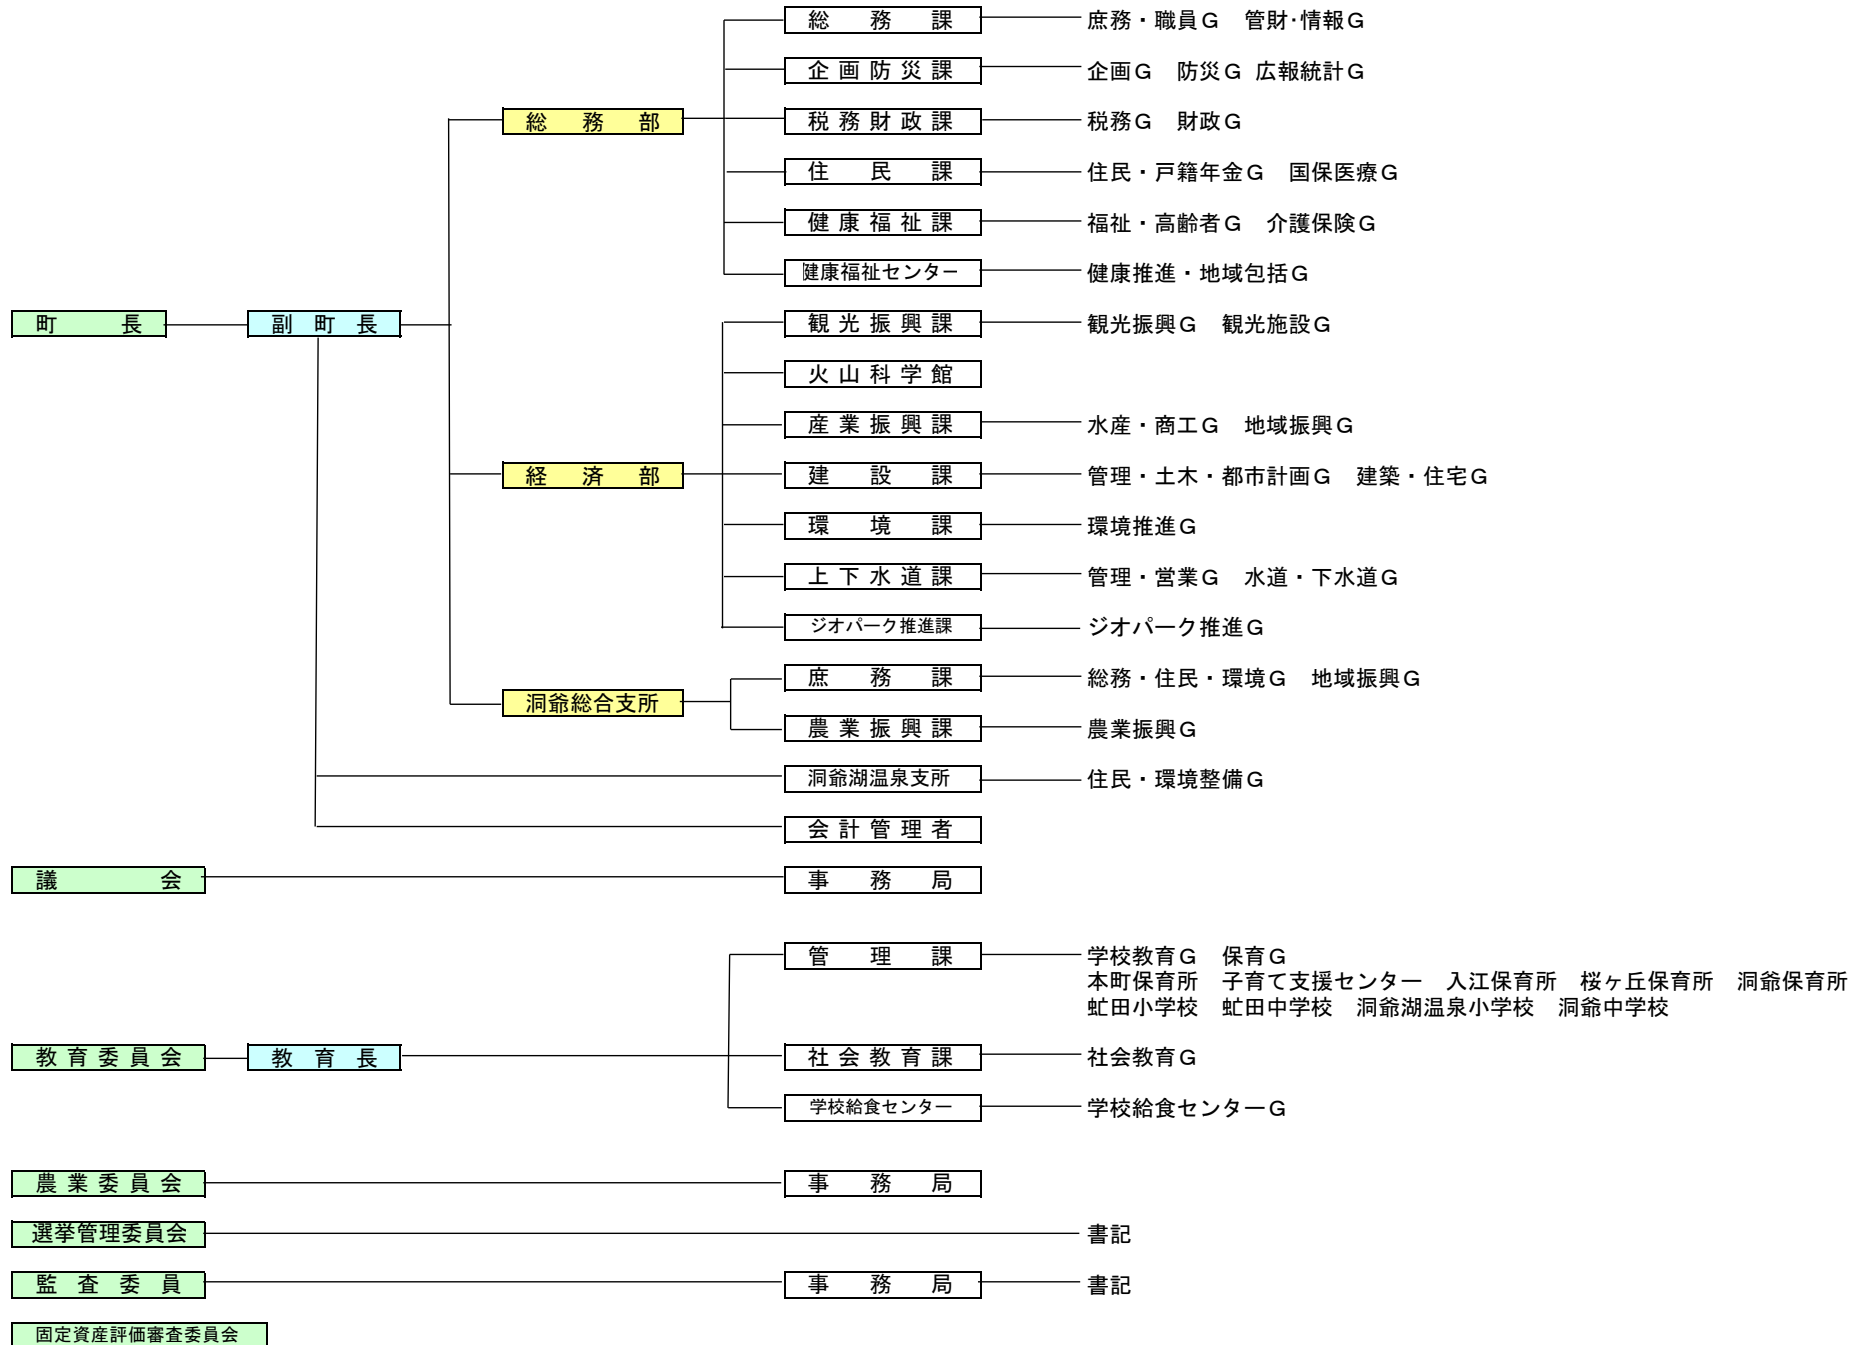 総務課 庶務・職員G 管財･情報G
企画防災課 企画G 防災G 広報統計G
総務部 税務財政課 税務G 財政G
住民課 住民・戸籍年金G 国保医療G
健康福祉課 福祉・高齢者G 介護保険G
健康福祉センター 健康推進・地域包括G
町長 副町長 観光振興課 観光振興G 観光施設G
火山科学館
産業振興課 水産・商工G 地域振興G
経済部 建設課 管理・土木・都市計画G 建築・住宅G
環境課 環境推進G
上下水道課 管理・営業G 水道・下水道G
ジオパーク推進課 ジオパーク推進G
庶務課 総務・住民・環境G 地域振興G
洞爺総合支所
農業振興課 農業振興G
洞爺湖温泉支所 住民・環境整備G
会計管理者
議会 事務局
管理課 学校教育G 保育G
本町保育所 子育て支援センター 入江保育所 桜ヶ丘保育所 洞爺保育所
虻田小学校 虻田中学校 洞爺湖温泉小学校 洞爺中学校
教育委員会 教育長 社会教育課 社会教育G
学校給食センター 学校給食センターG
農業委員会 事務局
選挙管理委員会 書記
監査委員 事務局 書記
固定資産評価審査委員会